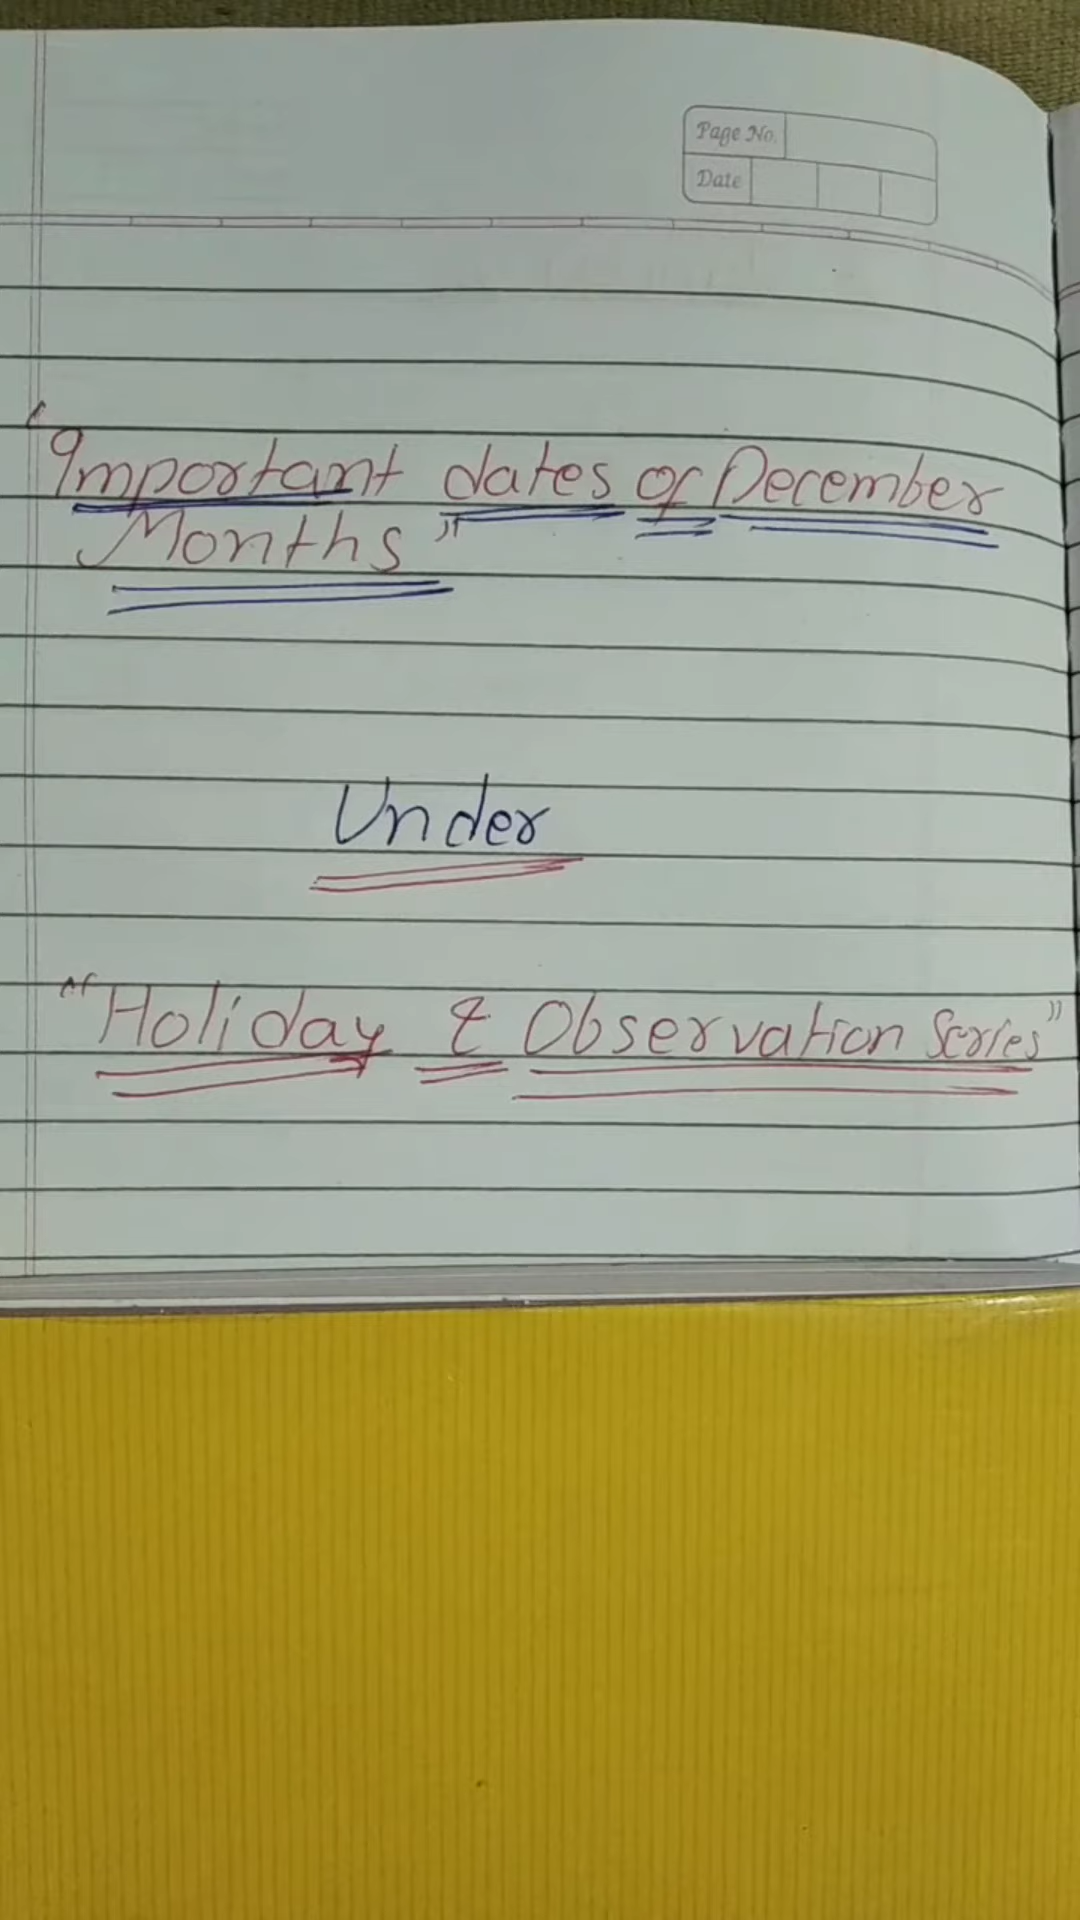 Page No.
Date
"Important dates of December
Months"
Under
"Holiday & Observation Series"